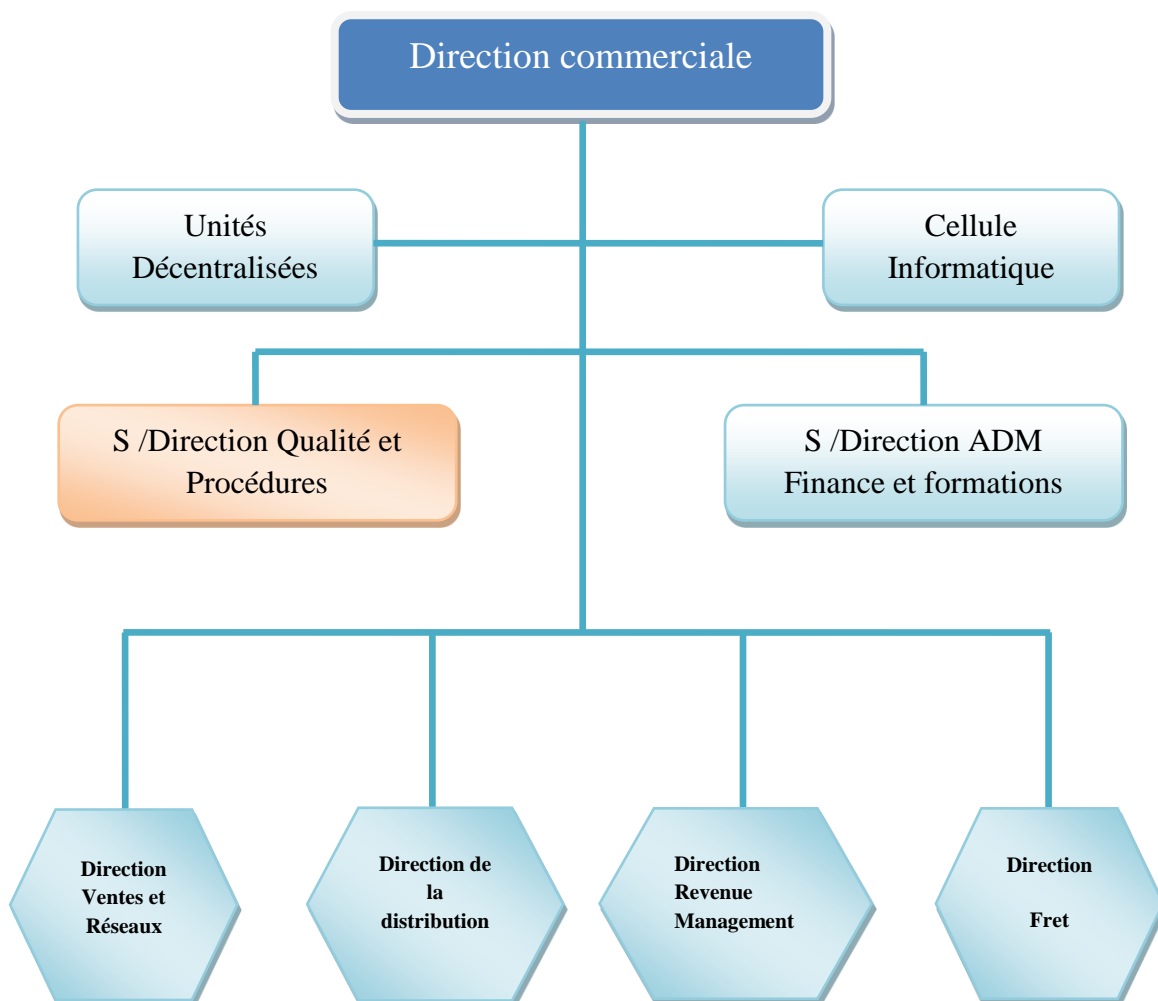 Direction commerciale
Unités
Décentralisées
Cellule
Informatique
S /Direction Qualité et
Procédures
S /Direction ADM
Finance et formations
Direction
Ventes et
Réseaux
Direction de
la
distribution
Direction
Revenue
Management
Direction
Fret